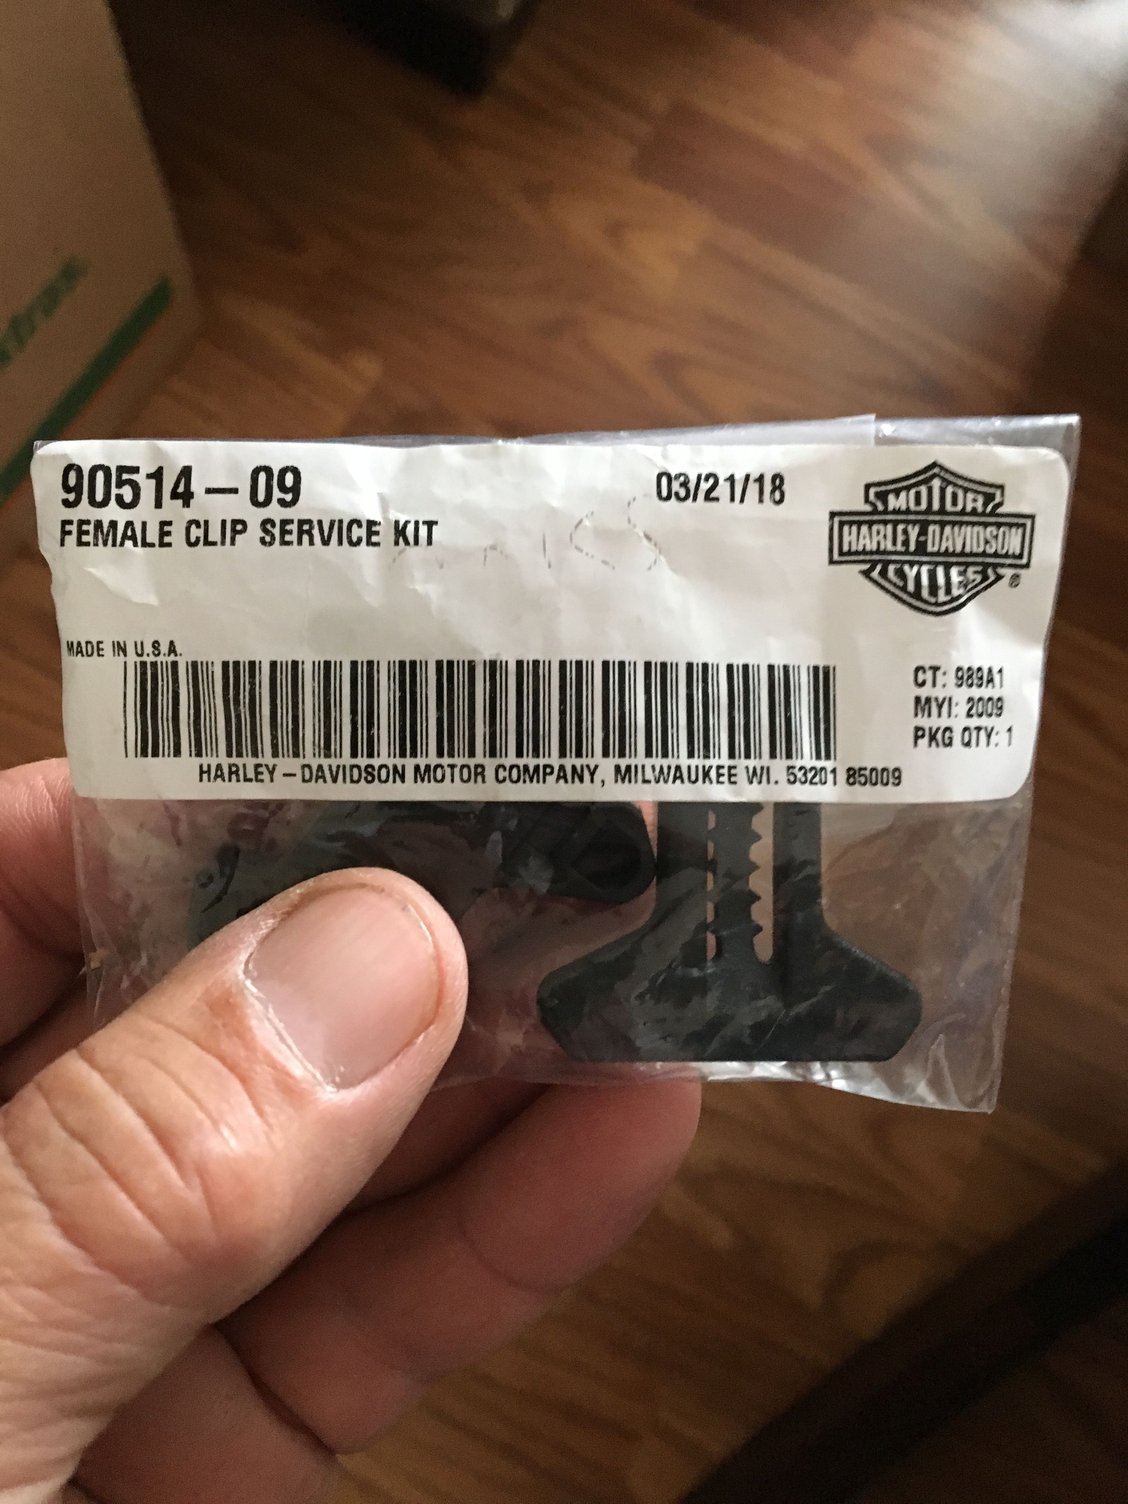 90514-09
03/21/18
FEMALE CLIP SERVICE KIT
MOTOR
HARLEY-DAVIDSON
CYCLES
®
MADE IN U.S.A.
CT: 989A1
MYI: 2009
PKG QTY: 1
HARLEY-DAVIDSON MOTOR COMPANY, MILWAUKEE WI. 53201 85009